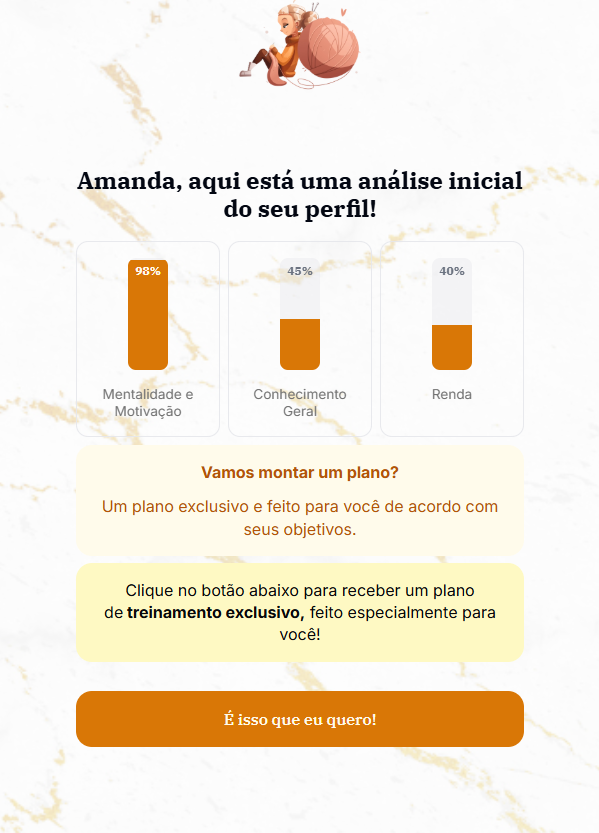 Amanda, aqui está uma análise inicial
do seu perfil!
98%
45%
40%
Mentalidade e
Motivação
Conhecimento
Geral
Renda
Vamos montar um plano?
Um plano exclusivo e feito para você de acordo com
seus objetivos.
Clique no botão abaixo para receber um plano
de treinamento exclusivo, feito especialmente para
você!
É isso que eu quero!